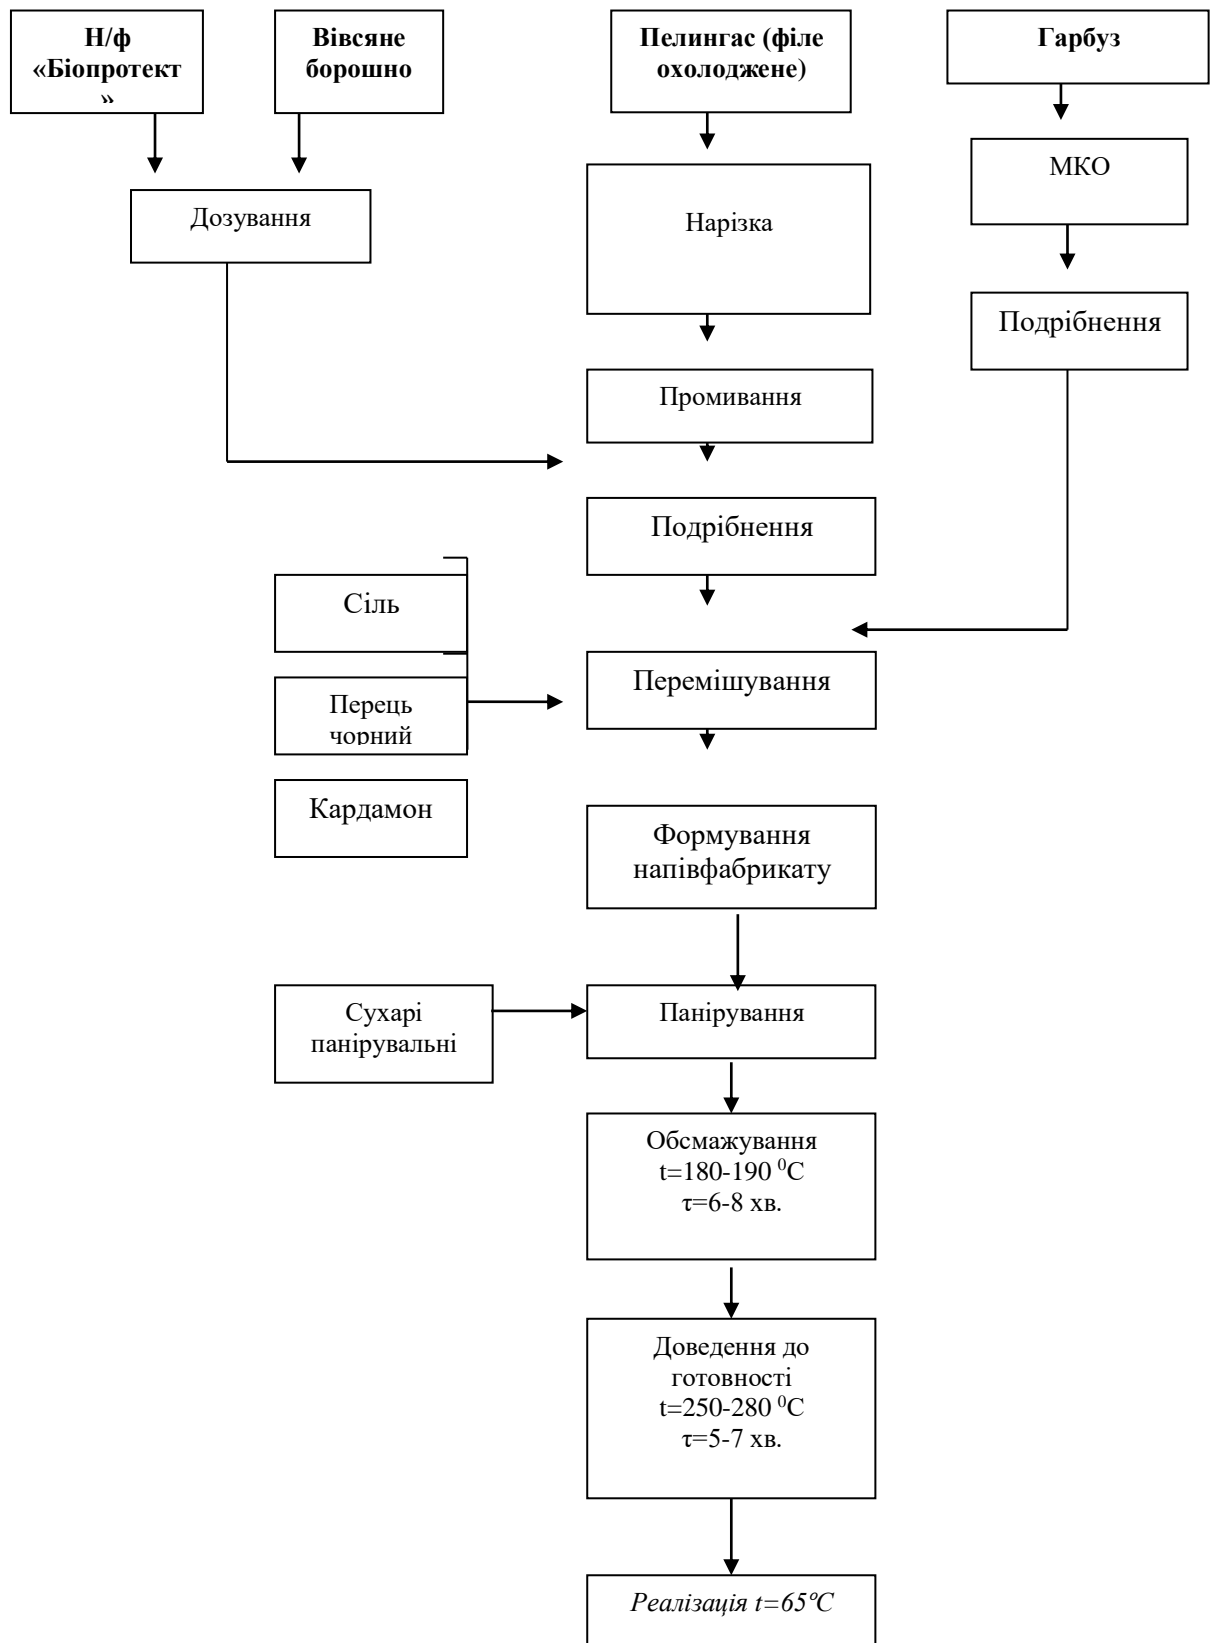 Н/ф
«Біопротект
»
Вівсяне
борошно
Пелингас (філе
охолоджене)
Гарбуз
МКО
Дозування
Нарізка
Подрібнення
Промивання
Подрібнення
Сіль
Перемішування
Перець
чорний
Кардамон
Формування
напівфабрикату
Сухарі
панірувальні
Панірування
Обсмажування
t=180-190 ⁰С
τ=6-8 хв.
Доведення до
готовності
t=250-280 ⁰С
τ=5-7 хв.
Реалізація t=65ºС